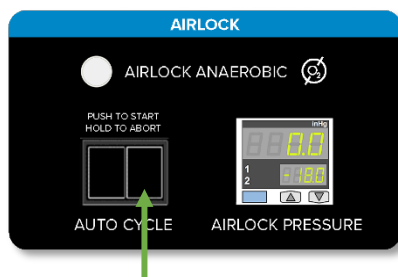 AIRLOCK
AIRLOCK ANAEROBIC O₂
PUSH TO START
HOLD TO ABORT
inHg
0.0
1
2
-18.0
AUTO CYCLE
AIRLOCK PRESSURE